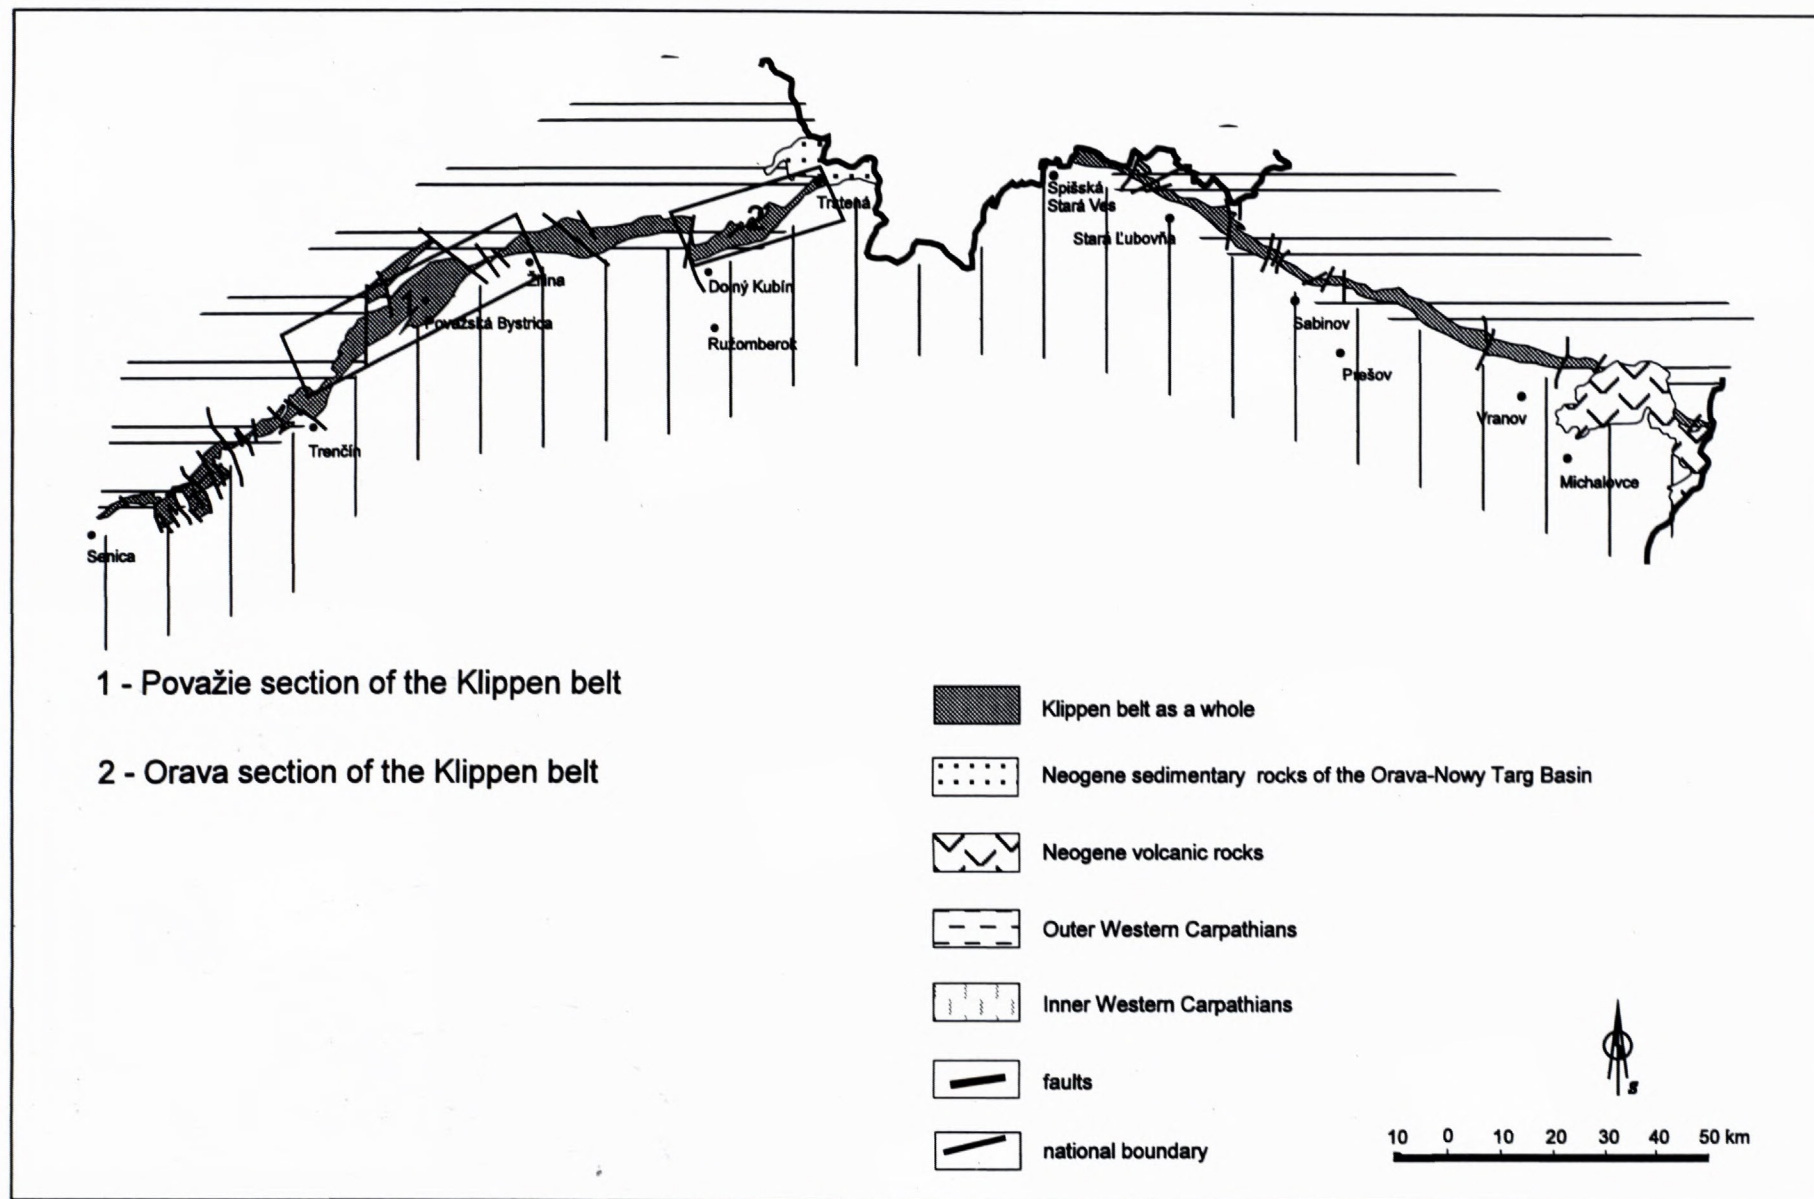 2
Trstená
Spišská
Stará Ves
Stará Ľubovňa
Žilina
Dolný Kubín
1
Považská Bystrica
Ružomberok
Sabinov
Prešov
Vranov
Trenčín
Michalovce
Senica
1 - Považie section of the Klippen belt
2 - Orava section of the Klippen belt
Klippen belt as a whole
Neogene sedimentary rocks of the Orava-Nowy Targ Basin
Neogene volcanic rocks
Outer Western Carpathians
Inner Western Carpathians
faults
national boundary
s
10 0 10 20 30 40 50 km